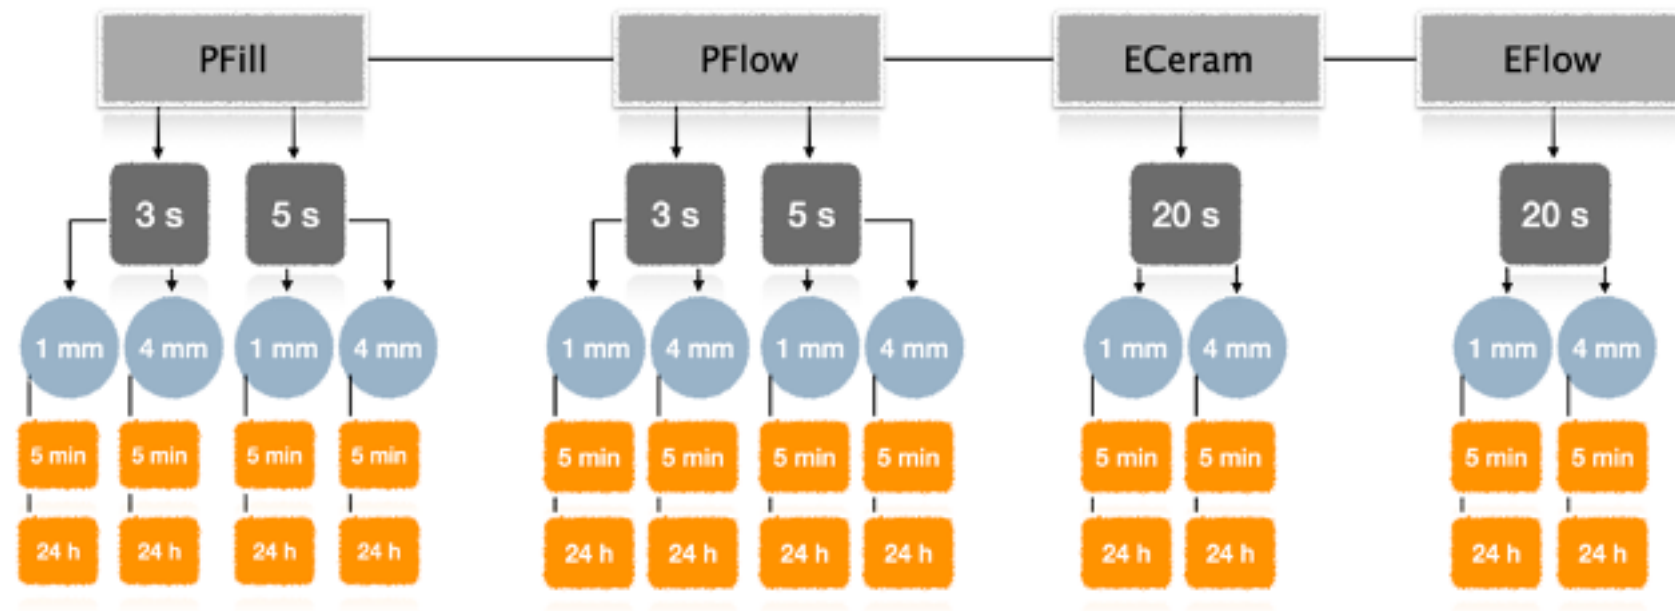 PFill PFlow ECeram EFlow
3 s 5 s 3 s 5 s 20 s 20 s
1 mm 4 mm 1 mm 4 mm 1 mm 4 mm 1 mm 4 mm 1 mm 4 mm 1 mm 4 mm
5 min 5 min 5 min 5 min 5 min 5 min 5 min 5 min 5 min 5 min 5 min 5 min
24 h 24 h 24 h 24 h 24 h 24 h 24 h 24 h 24 h 24 h 24 h 24 h